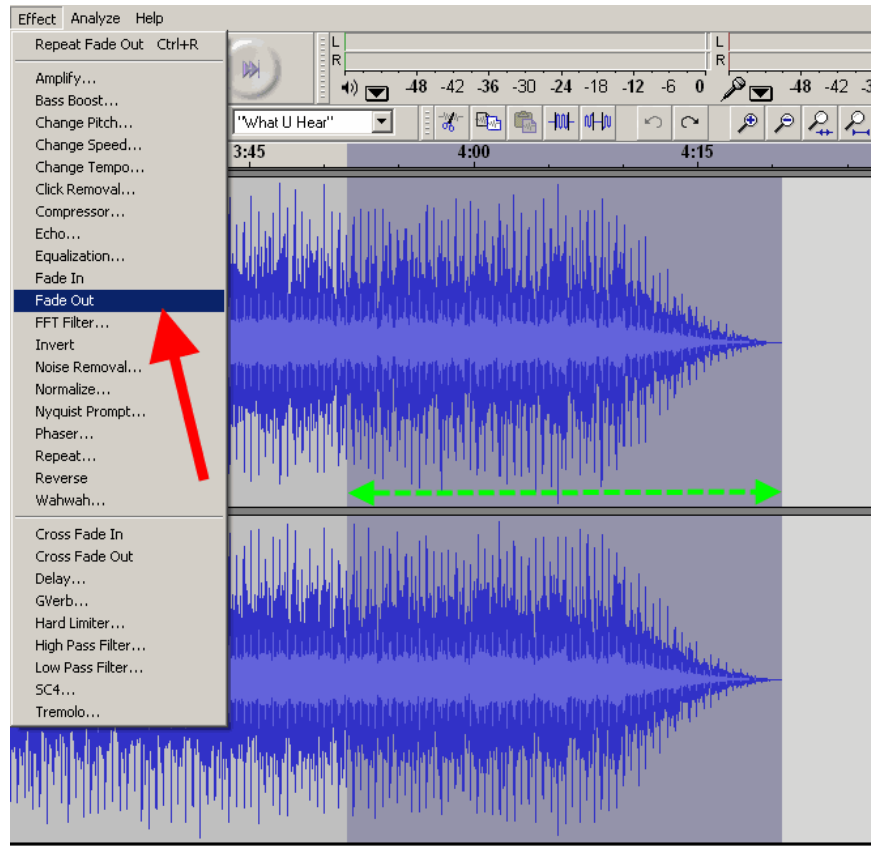 Effect Analyze Help
Repeat Fade Out Ctrl+R
L
R
L
R
-48 -42 -36 -30 -24 -18 -12 -6 0
-48 -42 -3
Amplify...
Bass Boost...
Change Pitch...
"What U Hear"
Change Speed...
3:45 4:00 4:15
Change Tempo...
Click Removal...
Compressor...
Echo...
Equalization...
Fade In
Fade Out
FFT Filter...
Invert
Noise Removal...
Normalize...
Nyquist Prompt...
Phaser...
Repeat...
Reverse
Wahwah...
Cross Fade In
Cross Fade Out
Delay...
GVerb...
Hard Limiter...
High Pass Filter...
Low Pass Filter...
SC4...
Tremolo...